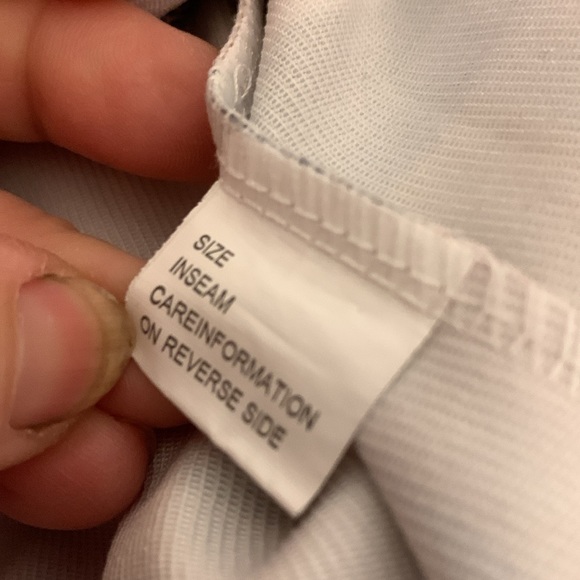 SIZE
INSEAM
CAREINFORMATION
ON REVERSE SIDE